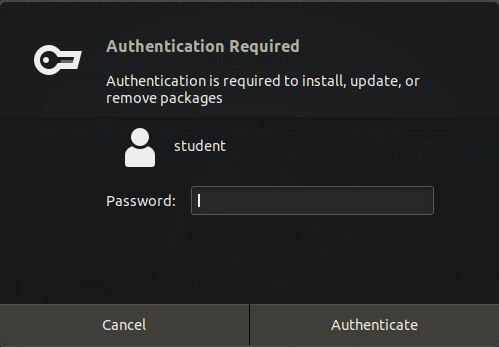 Authentication Required
Authentication is required to install, update, or
remove packages
student
Password:
Cancel
Authenticate